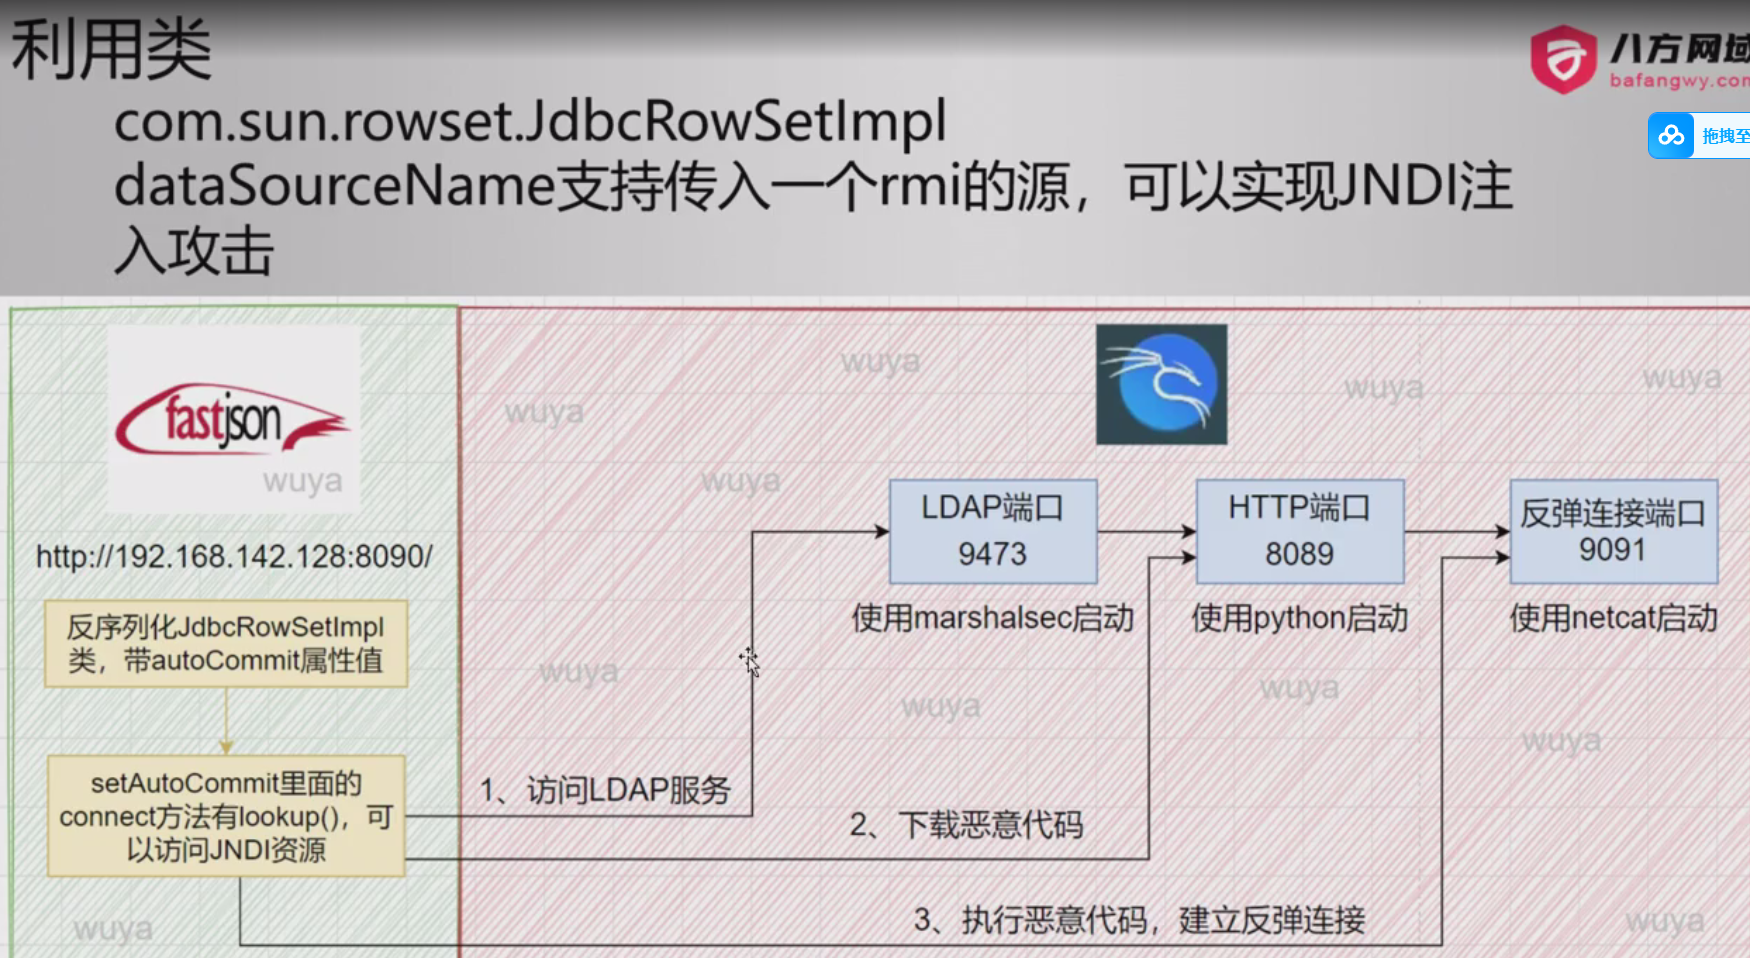 利用类
八方网域
bafangwy.com
com.sun.rowset.JdbcRowSetImpl
拖拽至
dataSourceName支持传入一个rmi的源，可以实现JNDI注
入攻击
fastjson
wuya
wuya
wuya
wuya
wuya
wuya
LDAP端口
9473
HTTP端口
8089
反弹连接端口
9091
http://192.168.142.128:8090/
使用marshalsec启动
使用python启动
使用netcat启动
反序列化JdbcRowSetImpl
类，带autoCommit属性值
wuya
wuya
wuya
wuya
setAutoCommit里面的
connect方法有lookup()，可
以访问JNDI资源
1、访问LDAP服务
2、下载恶意代码
3、执行恶意代码，建立反弹连接
wuya
wuya